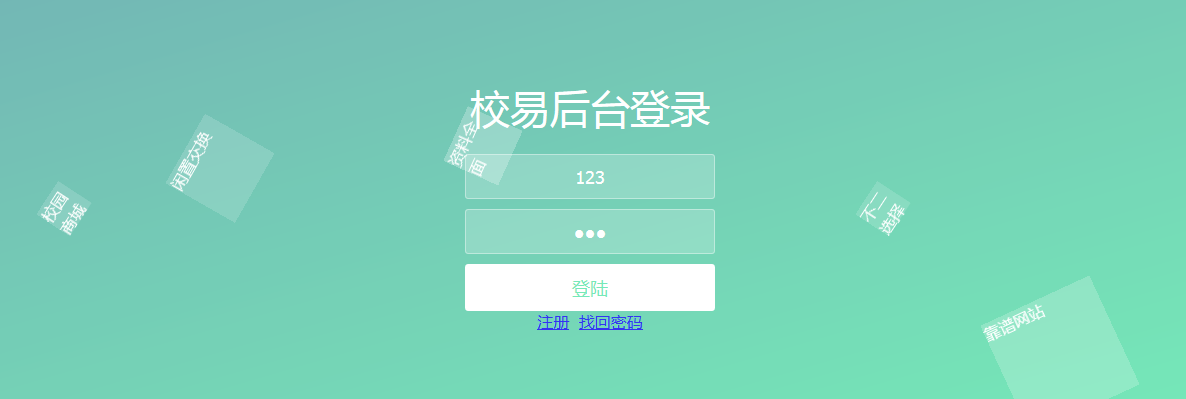 校易后台登录
闲置交换
资料全
面
校园
商城
123
不二
选择
●●●
登陆
靠谱网站
注册 找回密码